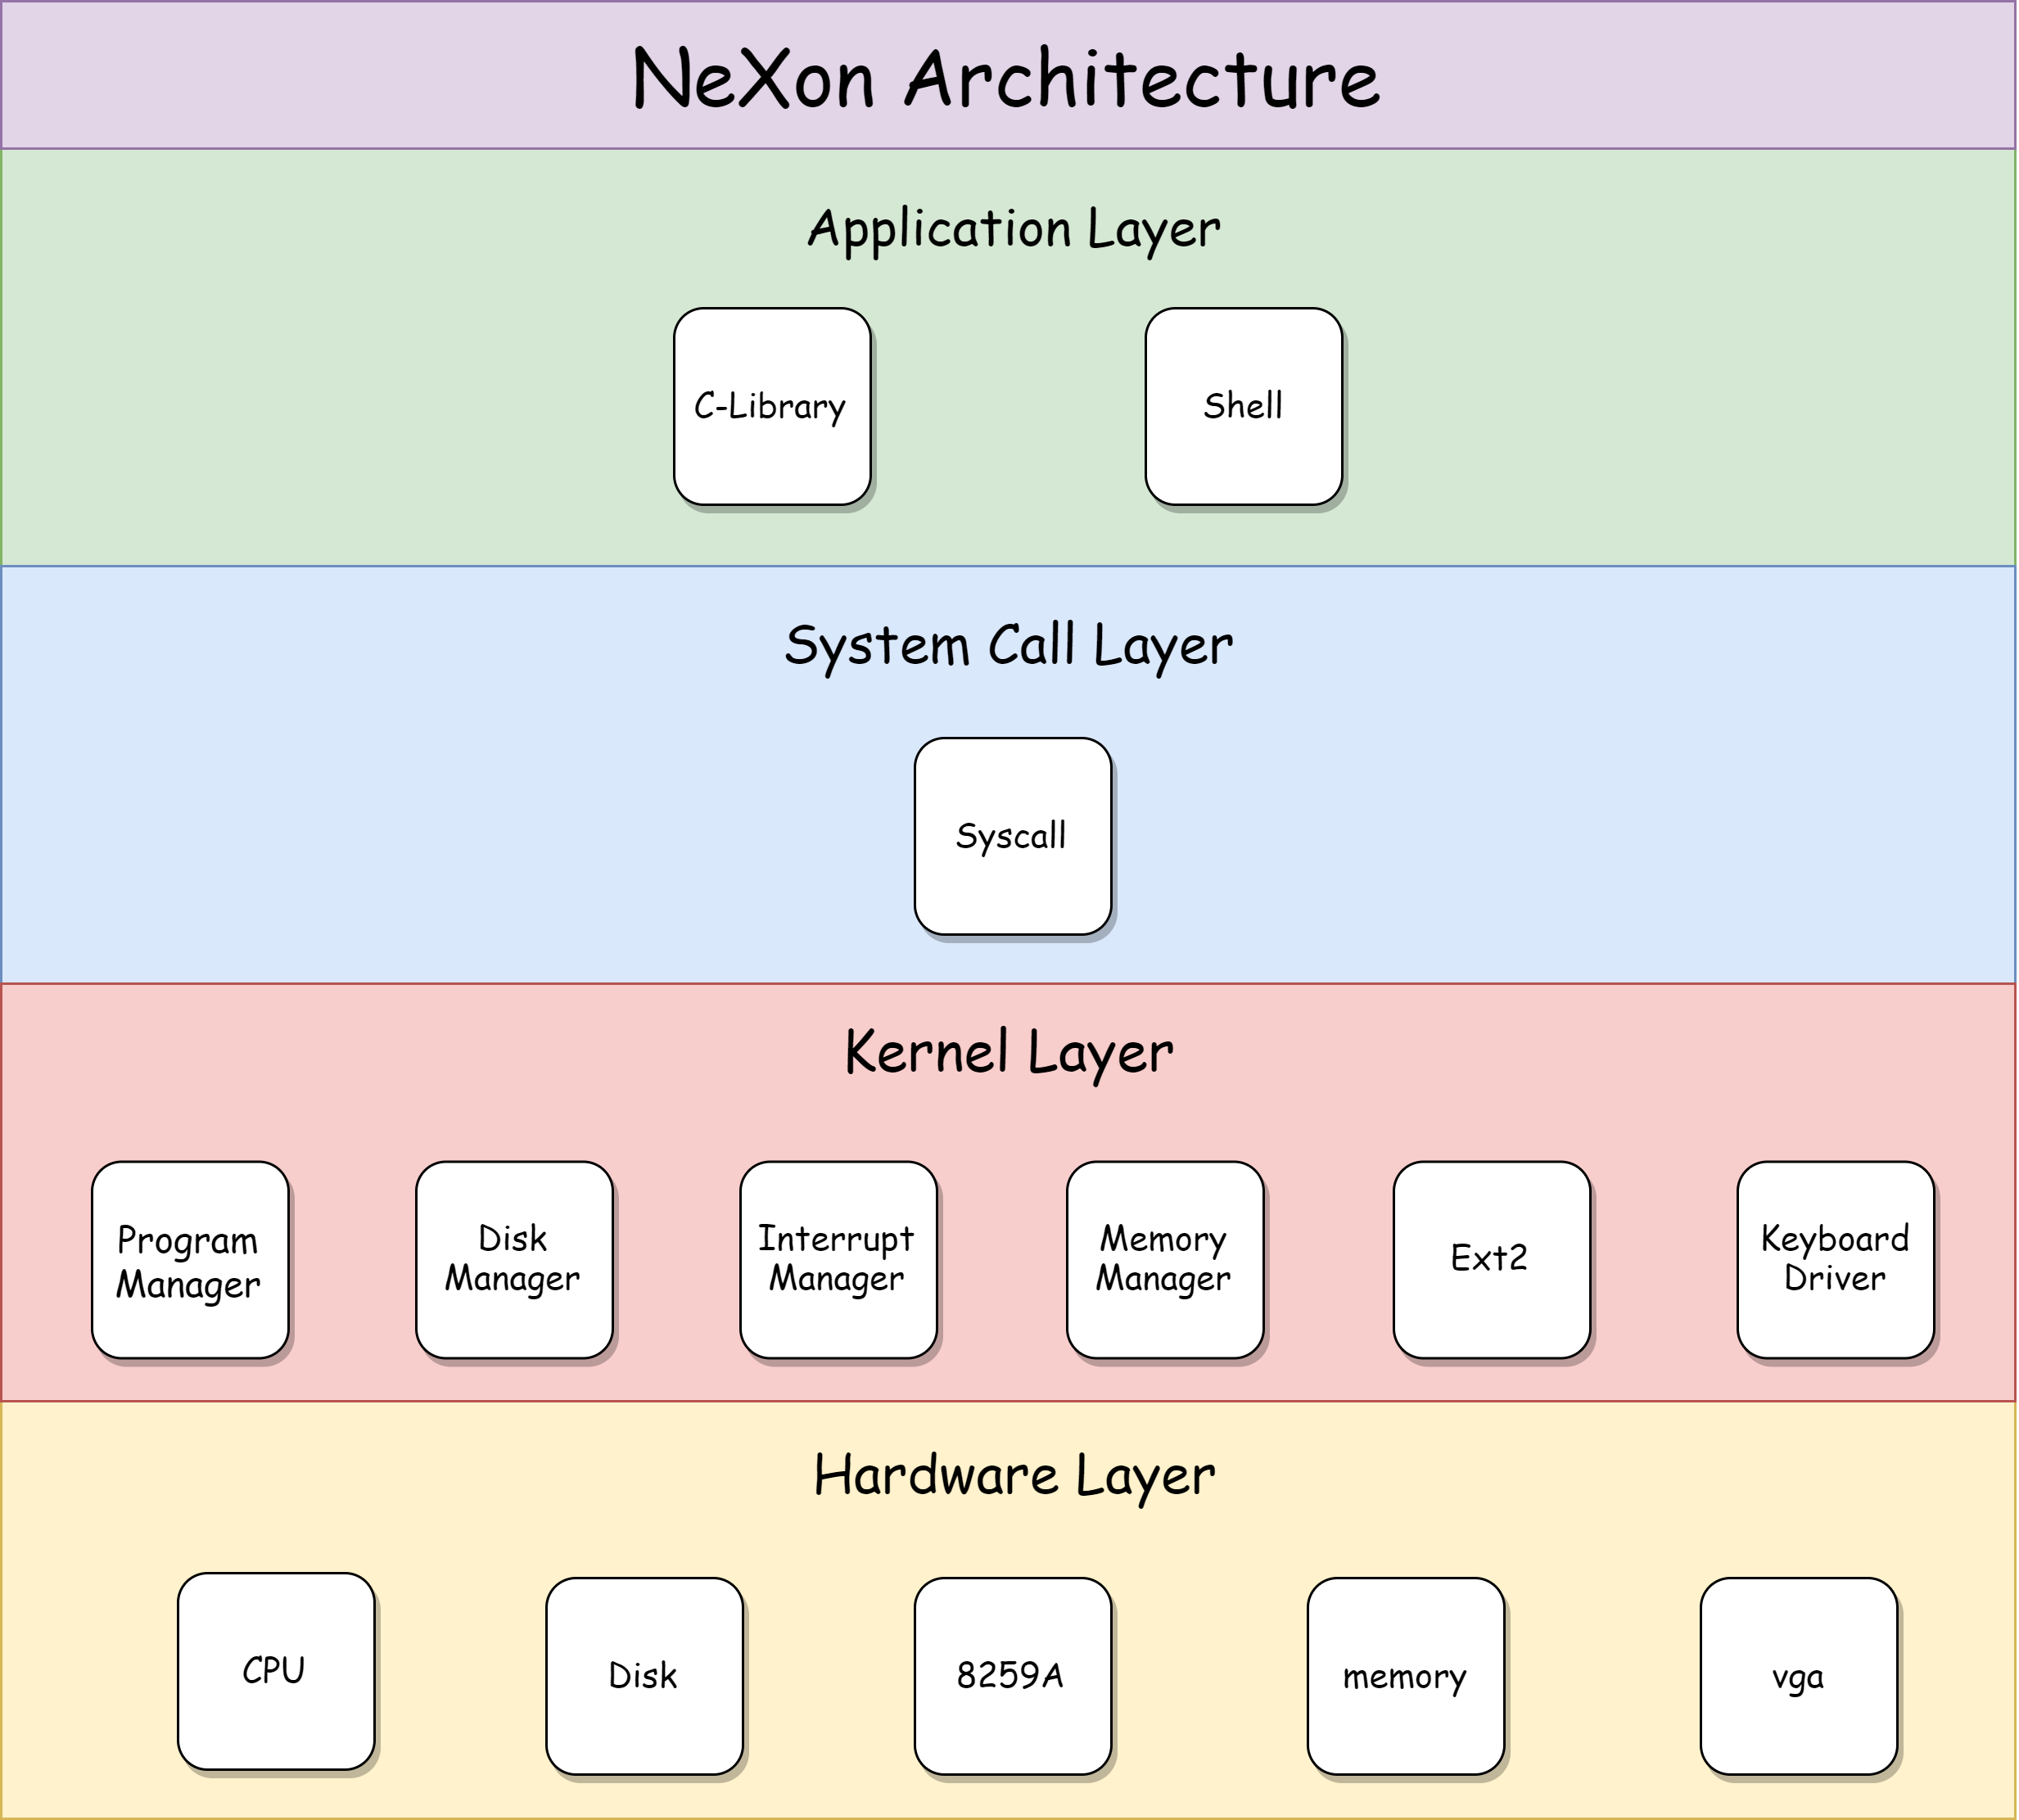 NeXon Architecture
Application Layer
C-Library
Shell
System Call Layer
Syscall
Kernel Layer
Program
Manager
Disk
Manager
Interrupt
Manager
Memory
Manager
Ext2
Keyboard
Driver
Hardware Layer
CPU
Disk
8259A
memory
vga